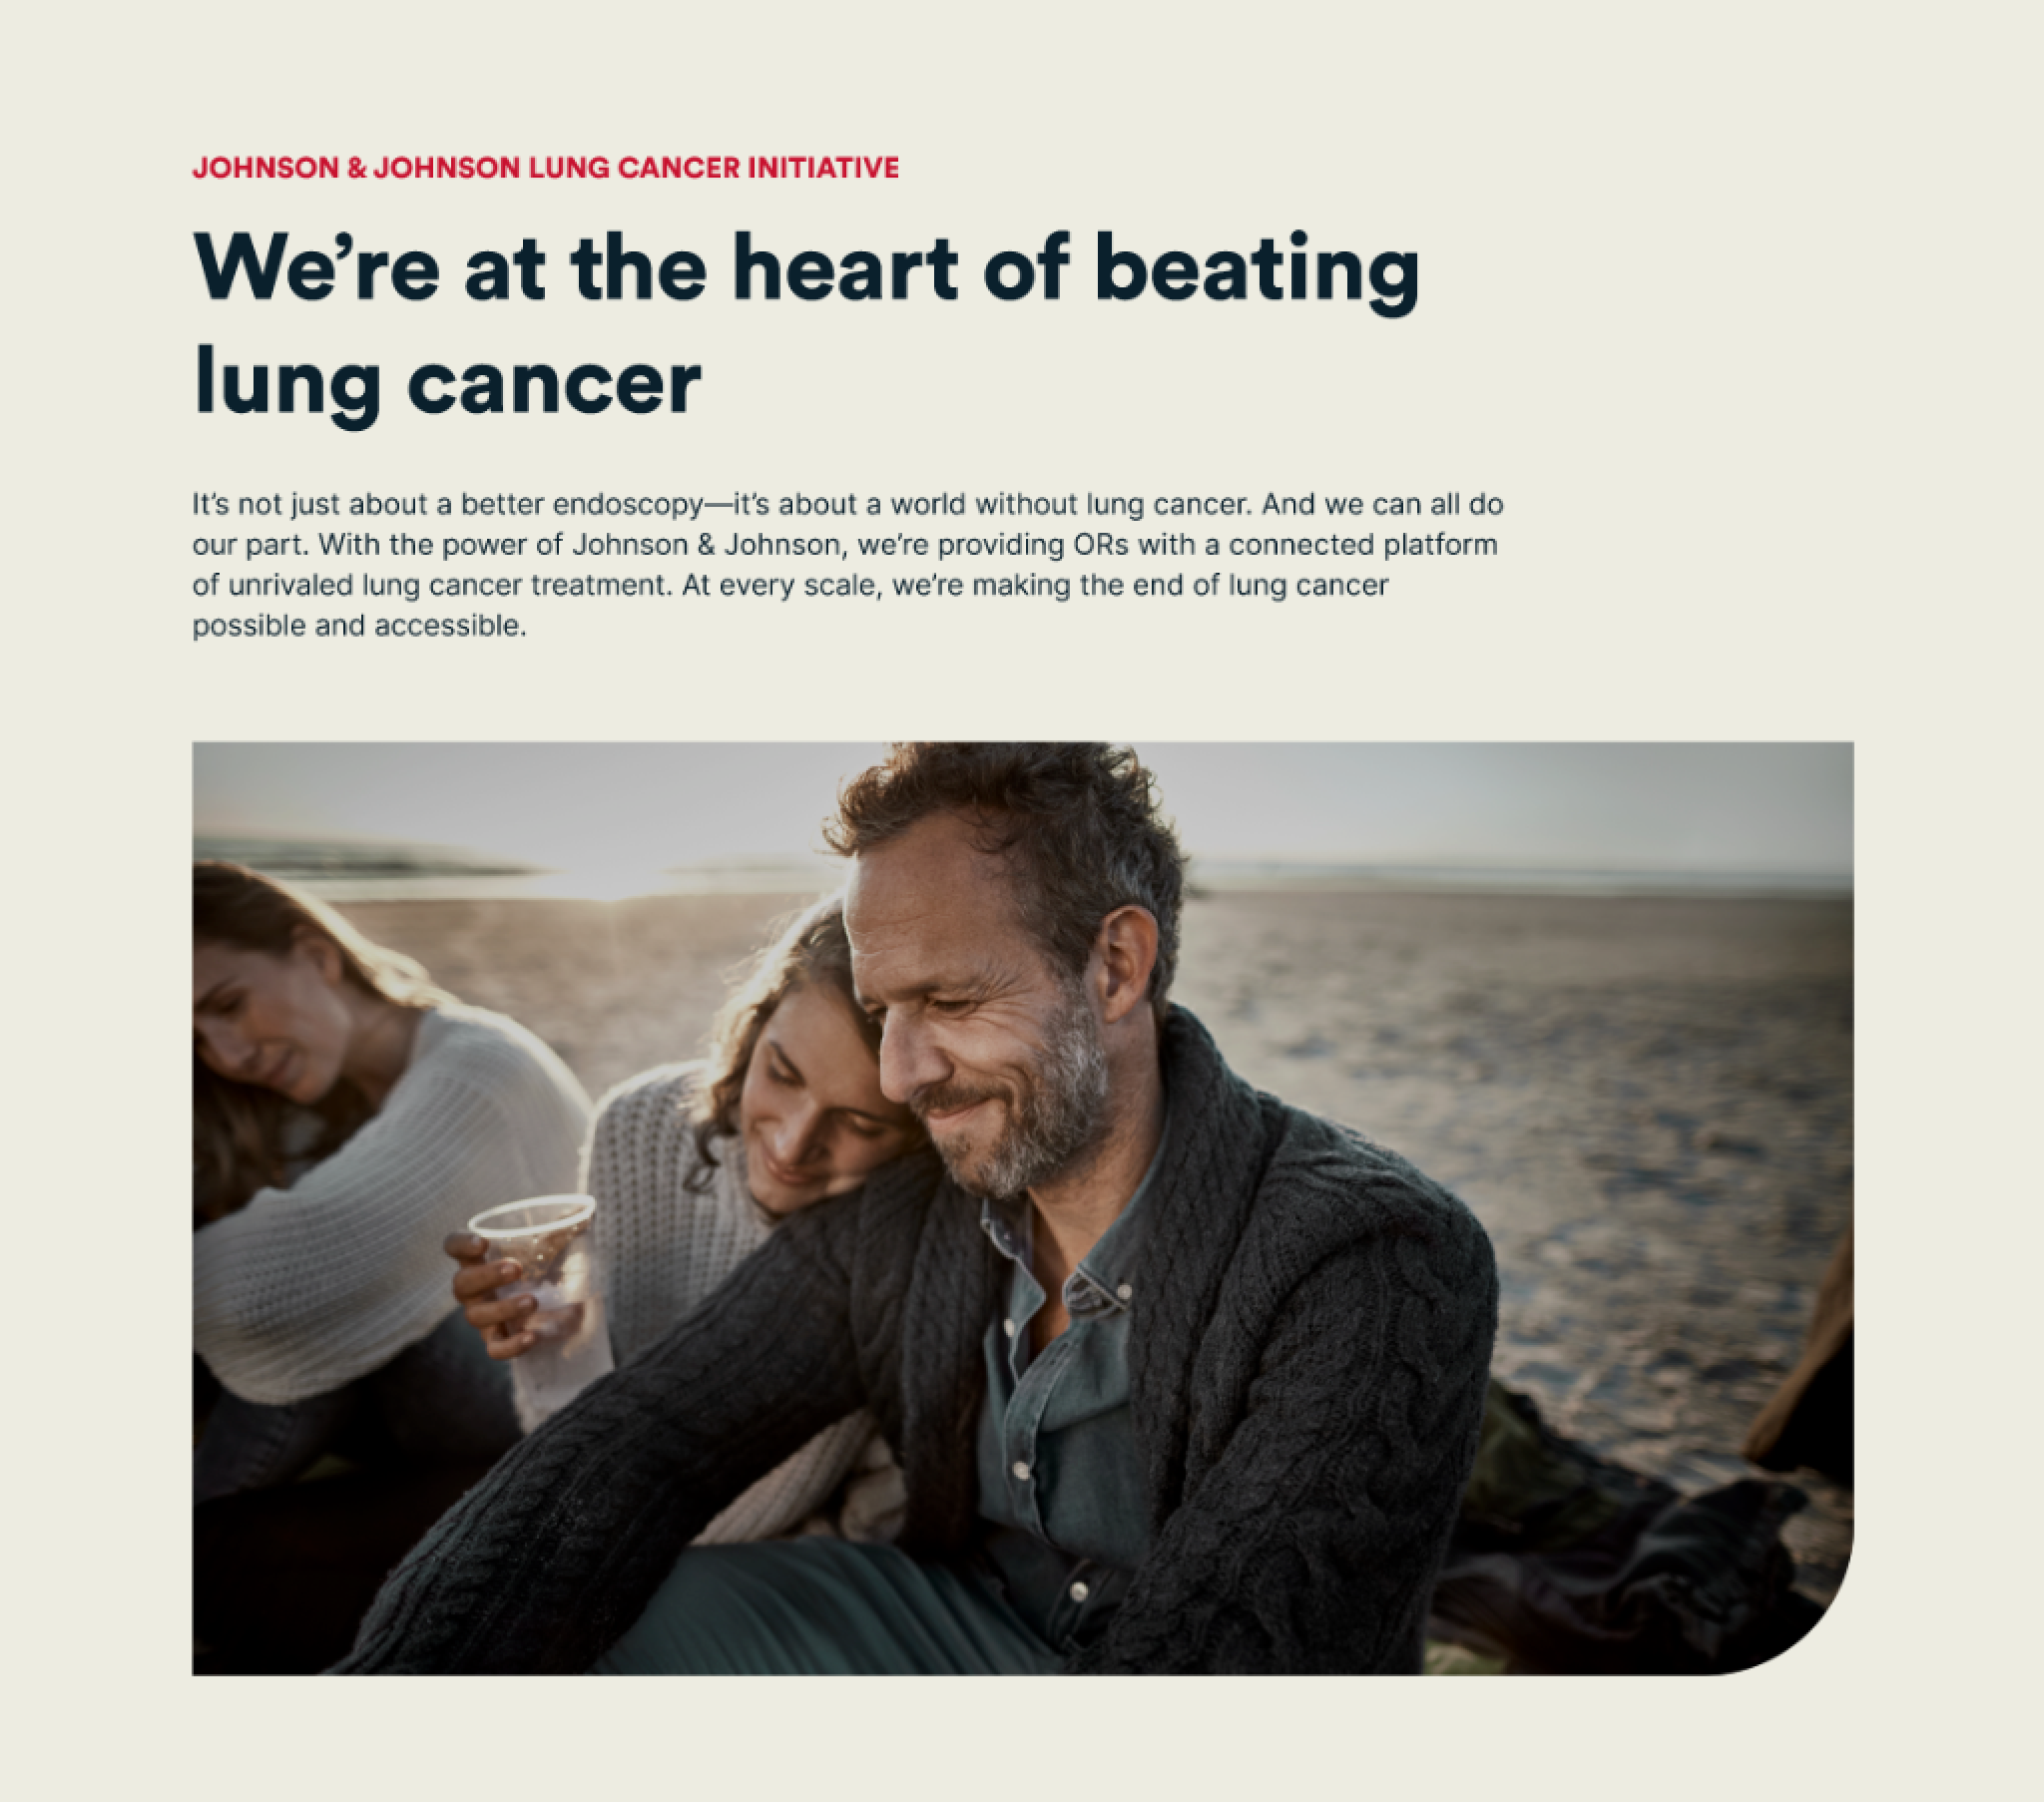 JOHNSON & JOHNSON LUNG CANCER INITIATIVE
We’re at the heart of beating
lung cancer
It’s not just about a better endoscopy—it’s about a world without lung cancer. And we can all do
our part. With the power of Johnson & Johnson, we’re providing ORs with a connected platform
of unrivaled lung cancer treatment. At every scale, we’re making the end of lung cancer
possible and accessible.